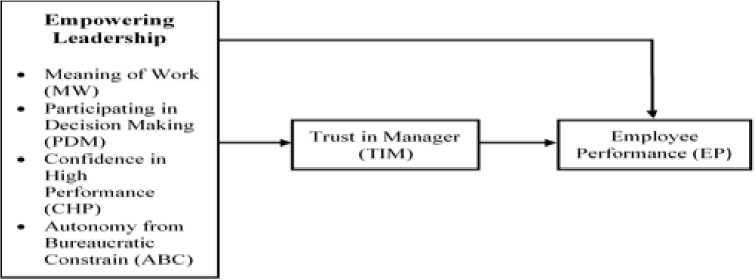 Empowering
Leadership
• Meaning of Work
(MW)
• Participating in
Decision Making
(PDM)
• Confidence in
High
Performance
(CHP)
• Autonomy from
Bureaucratic
Constrain (ABC)
Trust in Manager
(TIM)
Employee
Performance (EP)